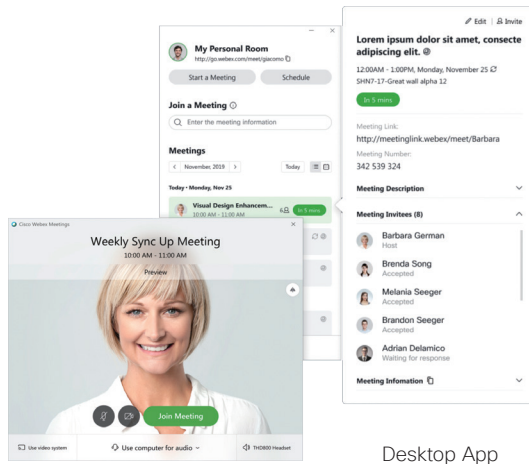 My Personal Room
http://go.webex.com/meet/giacomo
Start a Meeting
Schedule
Join a Meeting
Enter the meeting information
Meetings
November, 2019
Today
Today • Monday, Nov 25
Visual Design Enhancem...
10:00 AM - 11:00 AM
6
In 5 mins
Edit | Invite
Lorem ipsum dolor sit amet, consecte
adipiscing elit.
12:00AM - 1:00PM, Monday, November 25
SHN7-17-Great wall alpha 12
In 5 mins
Meeting Link:
http://meetinglink.webex/meet/Barbara
Meeting Number:
342 539 324
Meeting Description
Meeting Invitees (8)
Barbara German
Host
Brenda Song
Accepted
Melania Seeger
Accepted
Brandon Seeger
Accepted
Adrian Delamico
Waiting for response
Meeting Infomation
Cisco Webex Meetings
Weekly Sync Up Meeting
10:00 AM - 11:00 AM
Preview
Join Meeting
Use video system
Use computer for audio
THD800 Headset
Desktop App